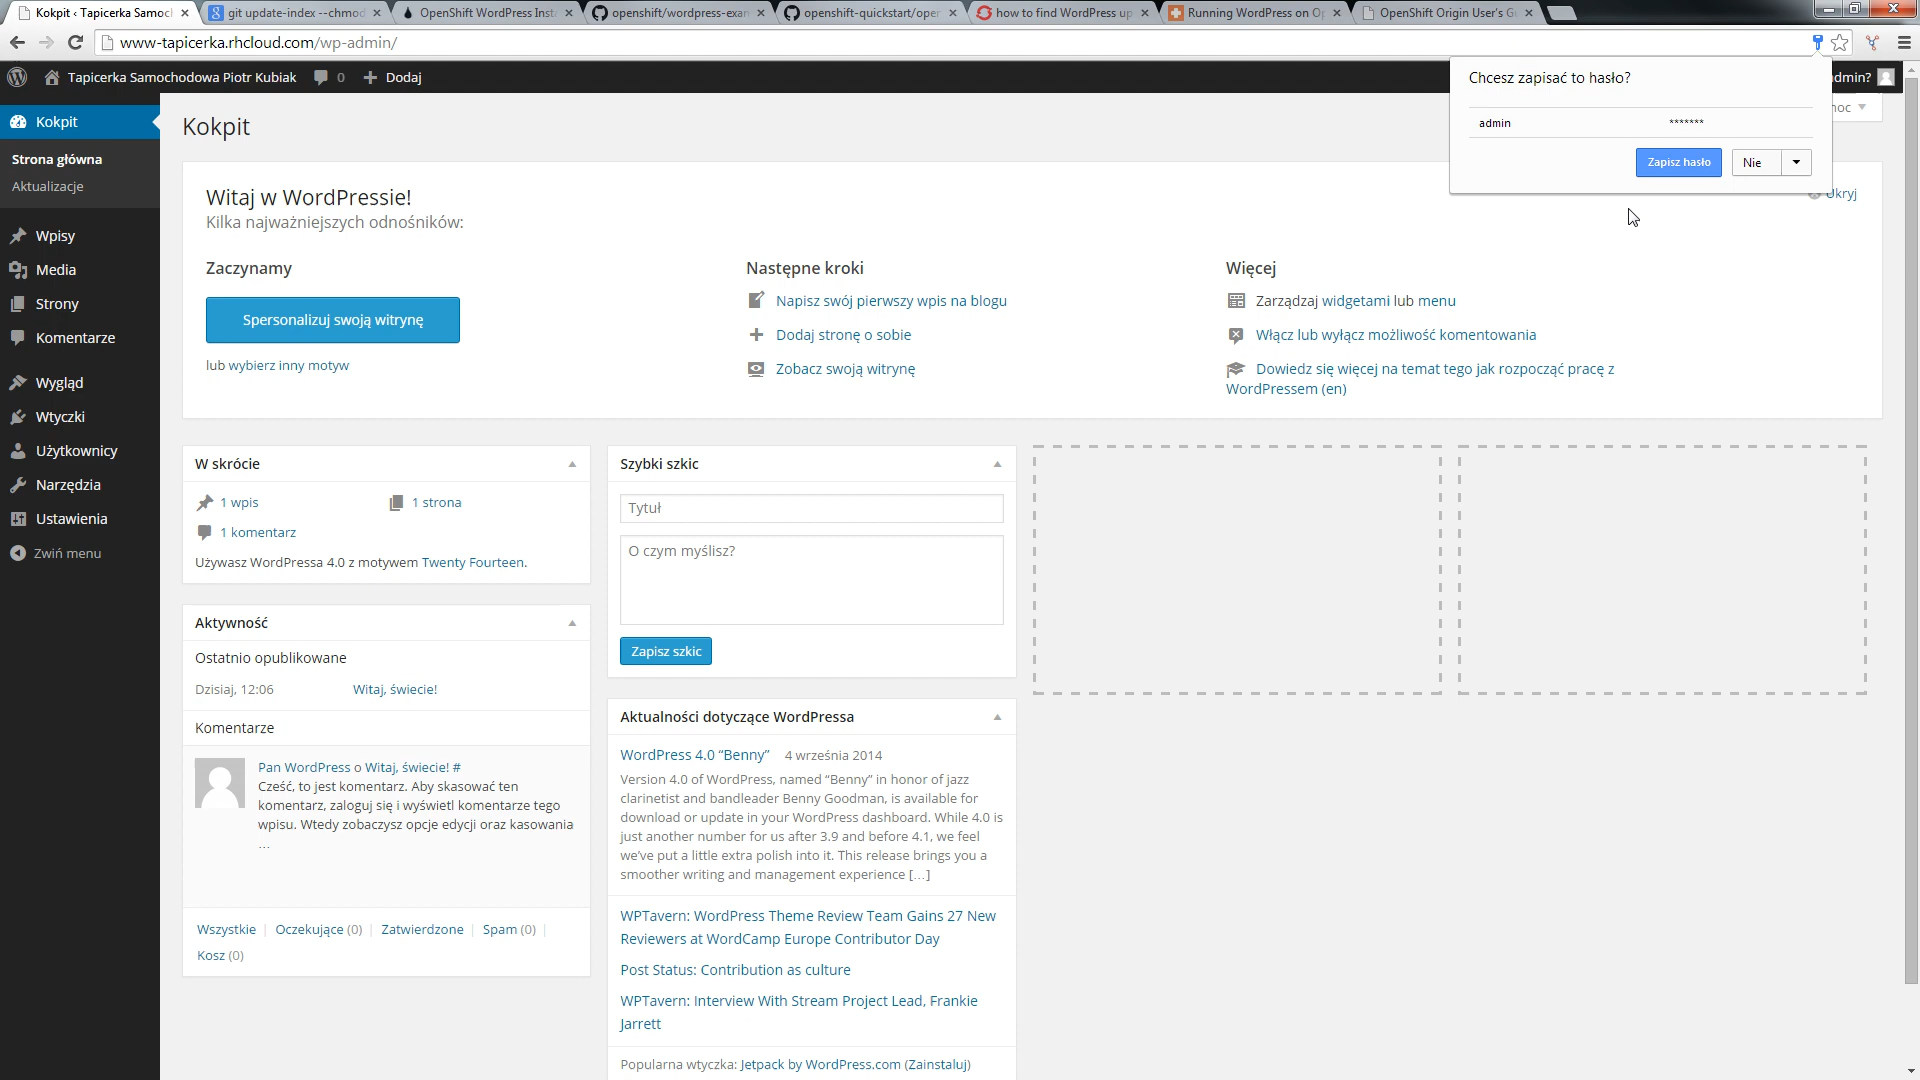 Kokpit ‹ Tapicerka Samoc
git update-index --chmod
OpenShift WordPress Insta
openshift/wordpress-exam
openshift-quickstart/oper
how to find WordPress up
Running WordPress on Op
OpenShift Origin User's Gu
www-tapicerka.rhcloud.com/wp-admin/
Tapicerka Samochodowa Piotr Kubiak
0
Dodaj
dmin?
Chcesz zapisać to hasło?
admin *******
Zapisz hasło
Nie
noc
Kokpit
Strona główna
Aktualizacje
Wpisy
Media
Strony
Komentarze
Wygląd
Wtyczki
Użytkownicy
Narzędzia
Ustawienia
Zwiń menu
Kokpit
Ukryj
Witaj w WordPressie!
Kilka najważniejszych odnośników:
Zaczynamy
Spersonalizuj swoją witrynę
lub wybierz inny motyw
Następne kroki
Napisz swój pierwszy wpis na blogu
Dodaj stronę o sobie
Zobacz swoją witrynę
Więcej
Zarządzaj widgetami lub menu
Włącz lub wyłącz możliwość komentowania
Dowiedz się więcej na temat tego jak rozpocząć pracę z
WordPressem (en)
W skrócie
1 wpis
1 strona
1 komentarz
Używasz WordPressa 4.0 z motywem Twenty Fourteen.
Aktywność
Ostatnio opublikowane
Dzisiaj, 12:06 Witaj, świecie!
Komentarze
Pan WordPress o Witaj, świecie! #
Cześć, to jest komentarz. Aby skasować ten
komentarz, zaloguj się i wyświetl komentarze tego
wpisu. Wtedy zobaczysz opcje edycji oraz kasowania
…
Wszystkie | Oczekujące (0) | Zatwierdzone | Spam (0) |
Kosz (0)
Szybki szkic
Tytuł
O czym myślisz?
Zapisz szkic
Aktualności dotyczące WordPressa
WordPress 4.0 “Benny” 4 września 2014
Version 4.0 of WordPress, named “Benny” in honor of jazz
clarinetist and bandleader Benny Goodman, is available for
download or update in your WordPress dashboard. While 4.0 is
just another number for us after 3.9 and before 4.1, we feel
we’ve put a little extra polish into it. This release brings you a
smoother writing and management experience […]
WPTavern: WordPress Theme Review Team Gains 27 New
Reviewers at WordCamp Europe Contributor Day
Post Status: Contribution as culture
WPTavern: Interview With Stream Project Lead, Frankie
Jarrett
Popularna wtyczka: Jetpack by WordPress.com (Zainstaluj)